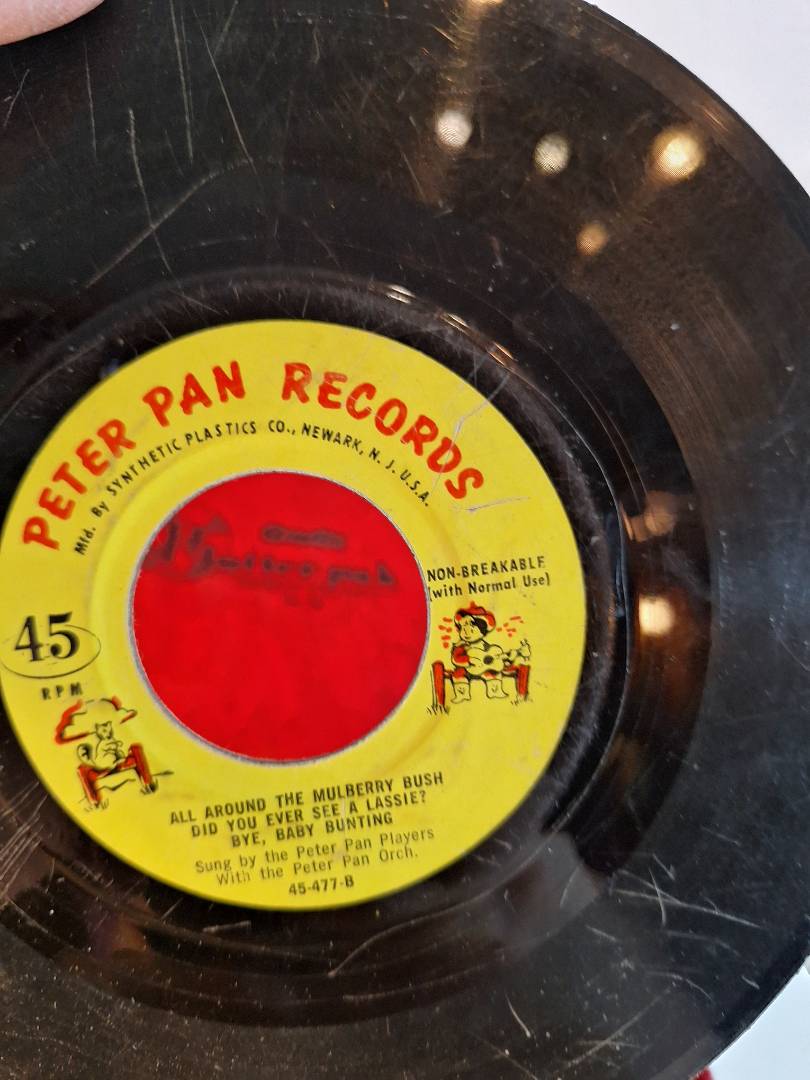 PETER PAN RECORDS
Mfd. By SYNTHETIC PLASTICS CO., NEWARK, N. J. U.S.A.
NON-BREAKABLE
(with Normal Use)
45
RPM
ALL AROUND THE MULBERRY BUSH
DID YOU EVER SEE A LASSIE?
BYE, BABY BUNTING
Sung by the Peter Pan Players
With the Peter Pan Orch.
45-477-B